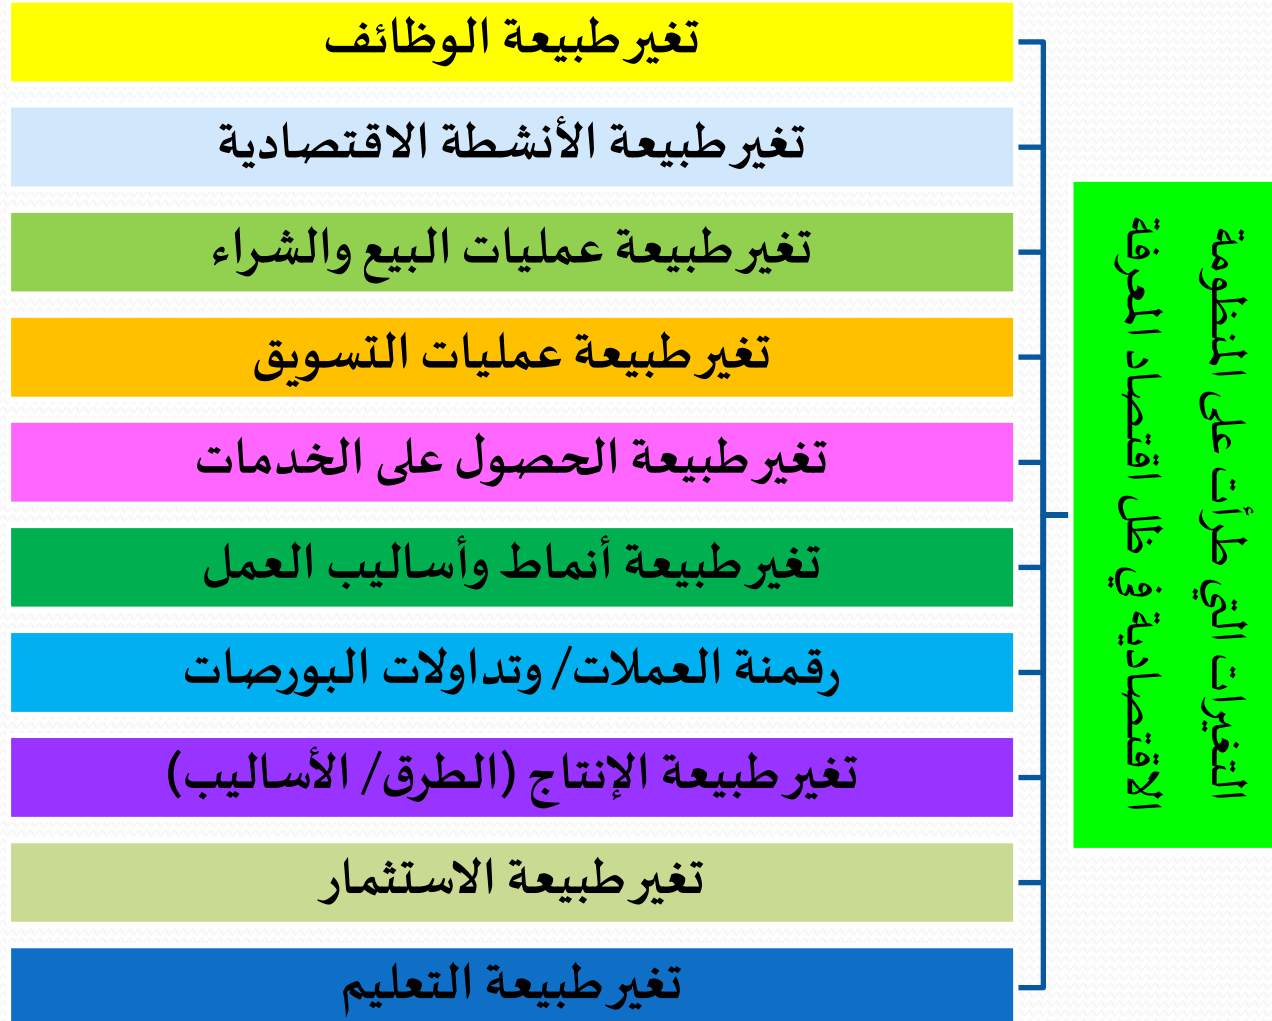 التغيرات التي طرأت على المنظومة
الاقتصادية في ظل اقتصاد المعرفة
تغير طبيعة الوظائف
تغير طبيعة الأنشطة الاقتصادية
تغير طبيعة عمليات البيع والشراء
تغير طبيعة عمليات التسويق
تغير طبيعة الحصول على الخدمات
تغير طبيعة أنماط وأساليب العمل
رقمنة العملات/ وتداولات البورصات
تغير طبيعة الإنتاج (الطرق/ الأساليب)
تغير طبيعة الاستثمار
تغير طبيعة التعليم